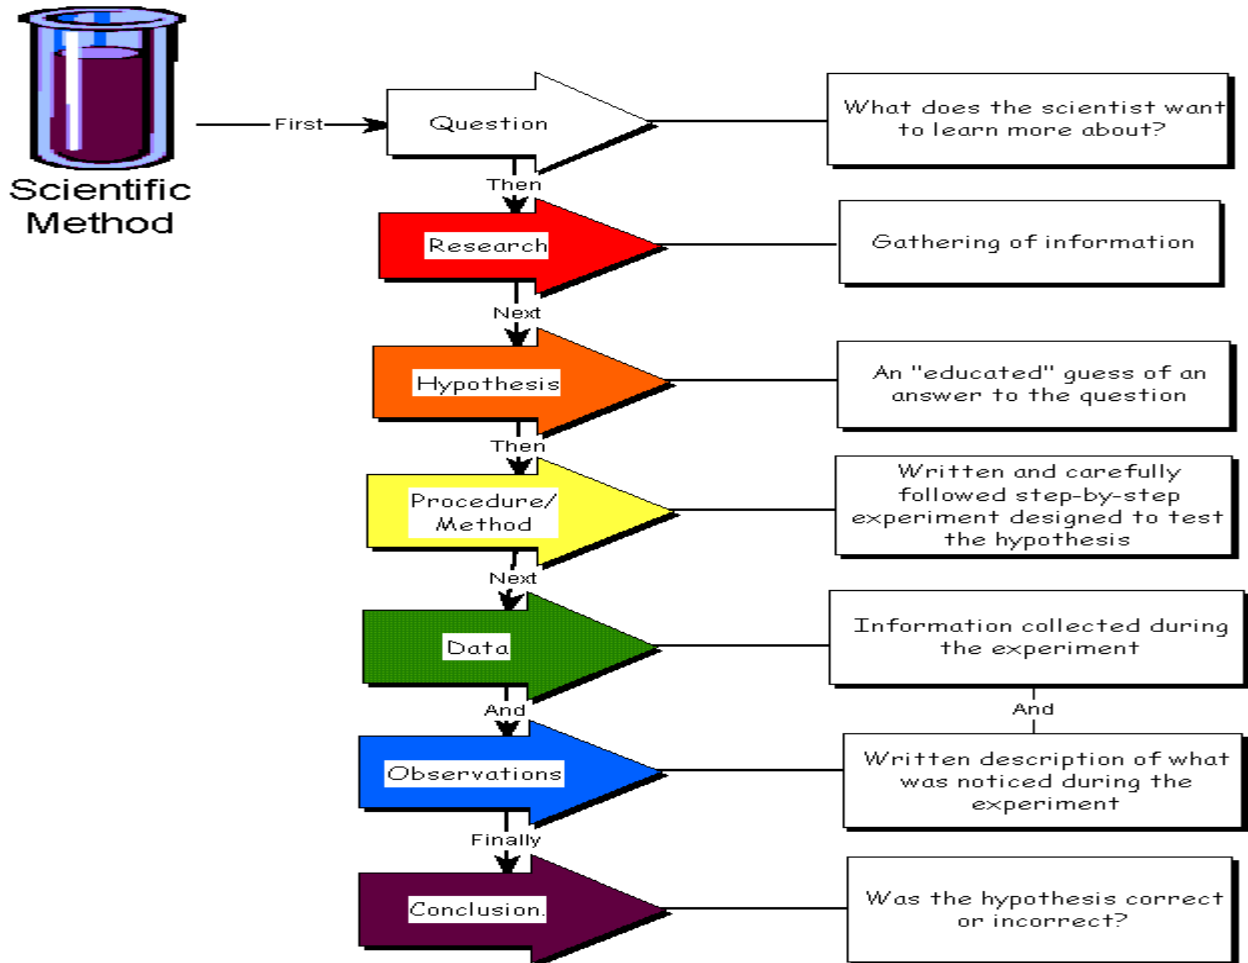 Scientific
Method
First
Question
What does the scientist want
to learn more about?
Then
Research
Gathering of information
Next
Hypothesis
An "educated" guess of an
answer to the question
Then
Procedure/
Method
Written and carefully
followed step-by-step
experiment designed to test
the hypothesis
Next
Data
Information collected during
the experiment
And
And
Observations
Written description of what
was noticed during the
experiment
Finally
Conclusion.
Was the hypothesis correct
or incorrect?